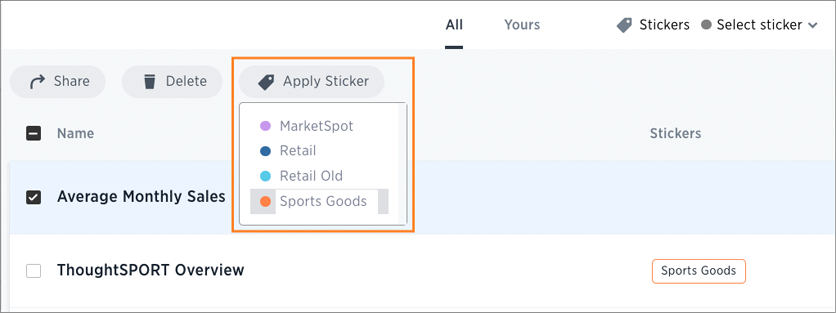 All Yours Stickers Select sticker
Share Delete Apply Sticker
Name Stickers
MarketSpot
Retail
Retail Old
Sports Goods
Average Monthly Sales
ThoughtSPORT Overview Sports Goods